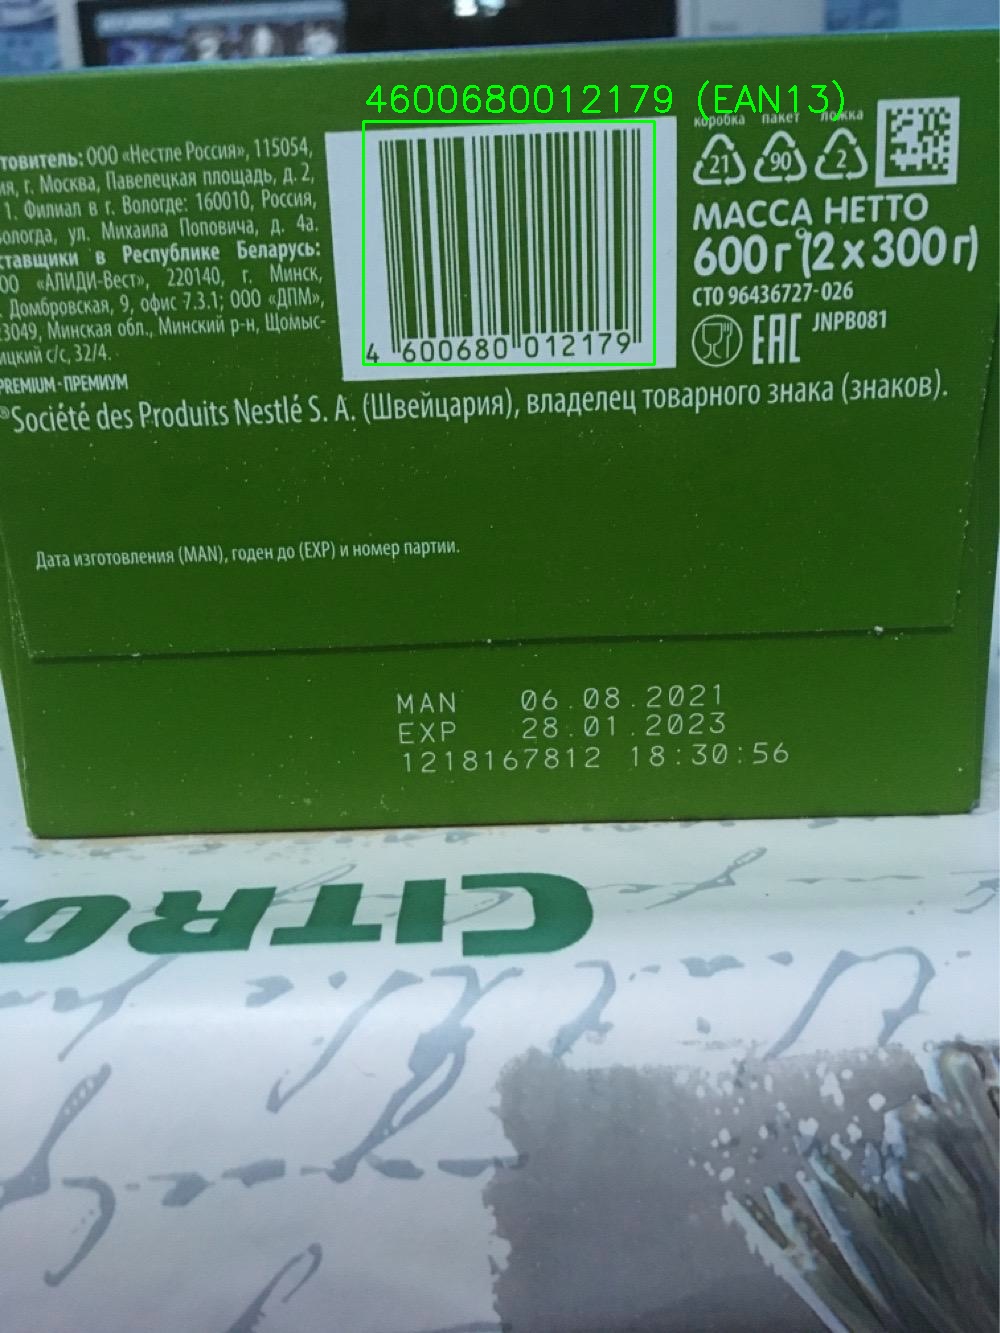 4600680012179 (EAN13)
товитель: ООО «Нестле Россия», 115054,
ия, г. Москва, Павелецкая площадь, д. 2,
1. Филиал в г. Вологде: 160010, Россия,
ологда, ул. Михаила Поповича, д. 4а.
ставщики в Республике Беларусь:
ОО «АЛИДИ-Вест», 220140, г. Минск,
Домбровская, 9, офис 7.3.1; ООО «ДПМ»,
23049, Минская обл., Минский р-н, Щомыс-
ицкий с/с, 32/4.
PREMIUM-ПРЕМИУМ
4 600680 012179
коробка пакет ложка
21 90 2
МАССА НЕТТО
600 г (2 x 300 г)
СТО 96436727-026
EAC JNPB081
®Société des Produits Nestlé S. A. (Швейцария), владелец товарного знака (знаков).
Дата изготовления (MAN), годен до (EXP) и номер партии.
MAN 06.08.2021
EXP 28.01.2023
1218167812 18:30:56
CITRO